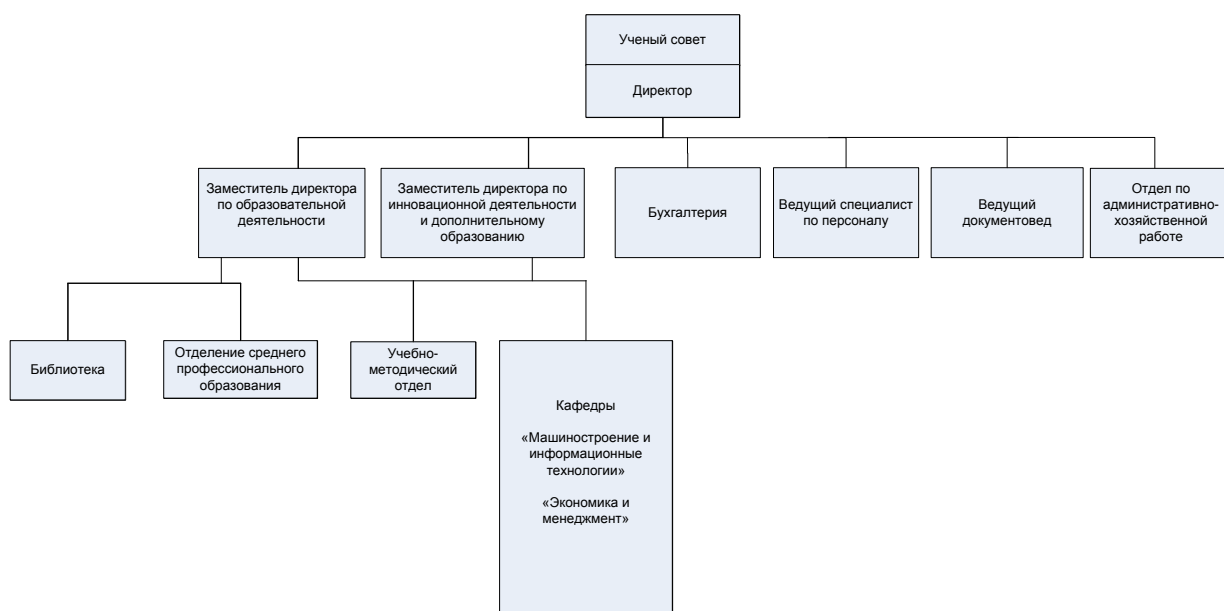 Ученый совет
Директор
Заместитель директора
по образовательной
деятельности
Заместитель директора по
инновационной деятельности
и дополнительному
образованию
Бухгалтерия
Ведущий специалист
по персоналу
Ведущий
документовед
Отдел по
административно-
хозяйственной
работе
Библиотека
Отделение среднего
профессионального
образования
Учебно-
методический
отдел
Кафедры
«Машиностроение и
информационные
технологии»
«Экономика и
менеджмент»